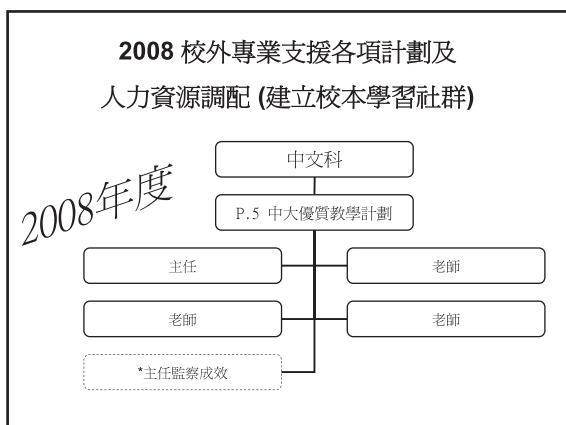 2008 校外專業支援各項計劃及
人力資源調配 (建立校本學習社群)
2008年度
中文科
P.5 中大優質教學計劃
主任
老師
老師
老師
*主任監察成效